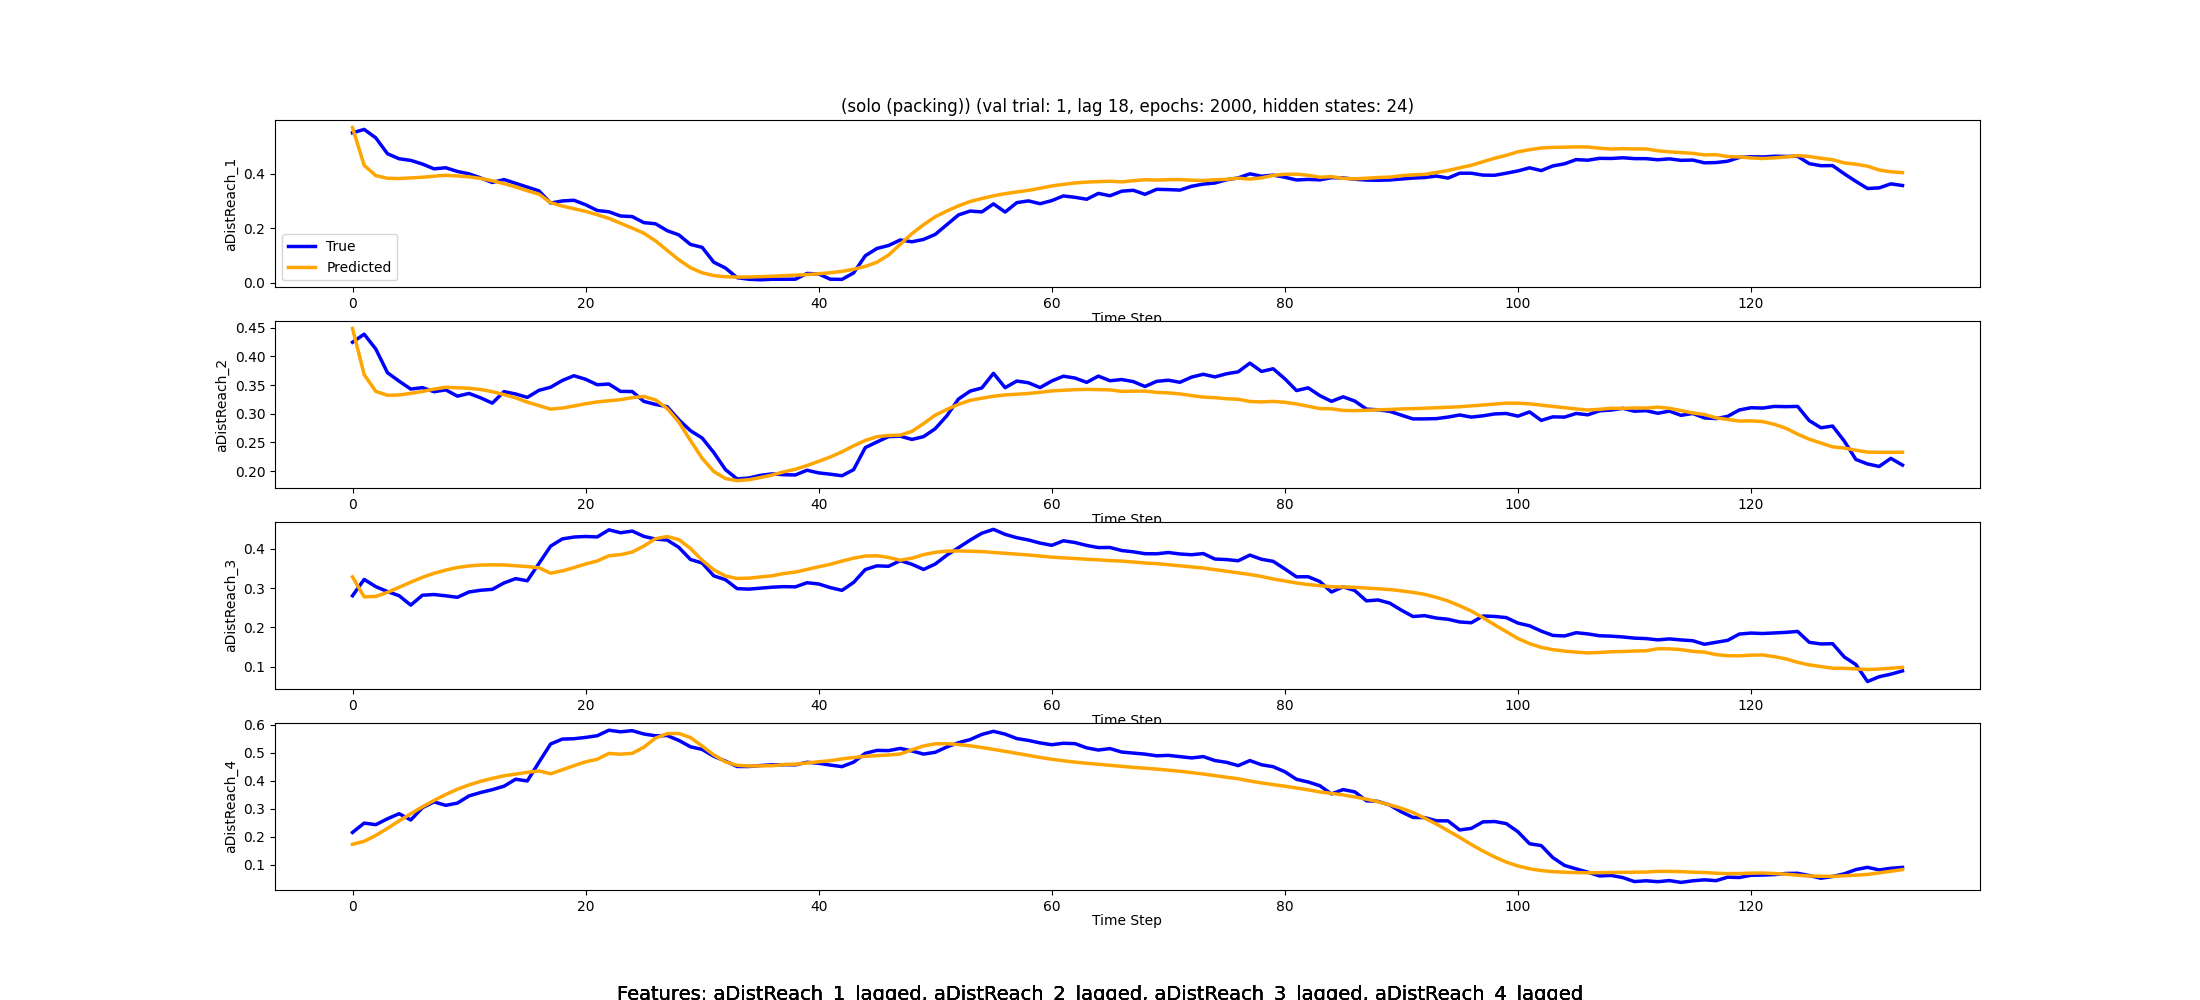 (solo (packing)) (val trial: 1, lag 18, epochs: 2000, hidden states: 24)
aDistReach_1
0.4
0.2
0.0
True
Predicted
0 20 40 60 80 100 120
Time Step
aDistReach_2
0.45
0.40
0.35
0.30
0.25
0.20
0 20 40 60 80 100 120
Time Step
aDistReach_3
0.4
0.3
0.2
0.1
0 20 40 60 80 100 120
Time Step
aDistReach_4
0.6
0.5
0.4
0.3
0.2
0.1
0 20 40 60 80 100 120
Time Step
Features: aDistReach_1_lagged, aDistReach_2_lagged, aDistReach_3_lagged, aDistReach_4_lagged